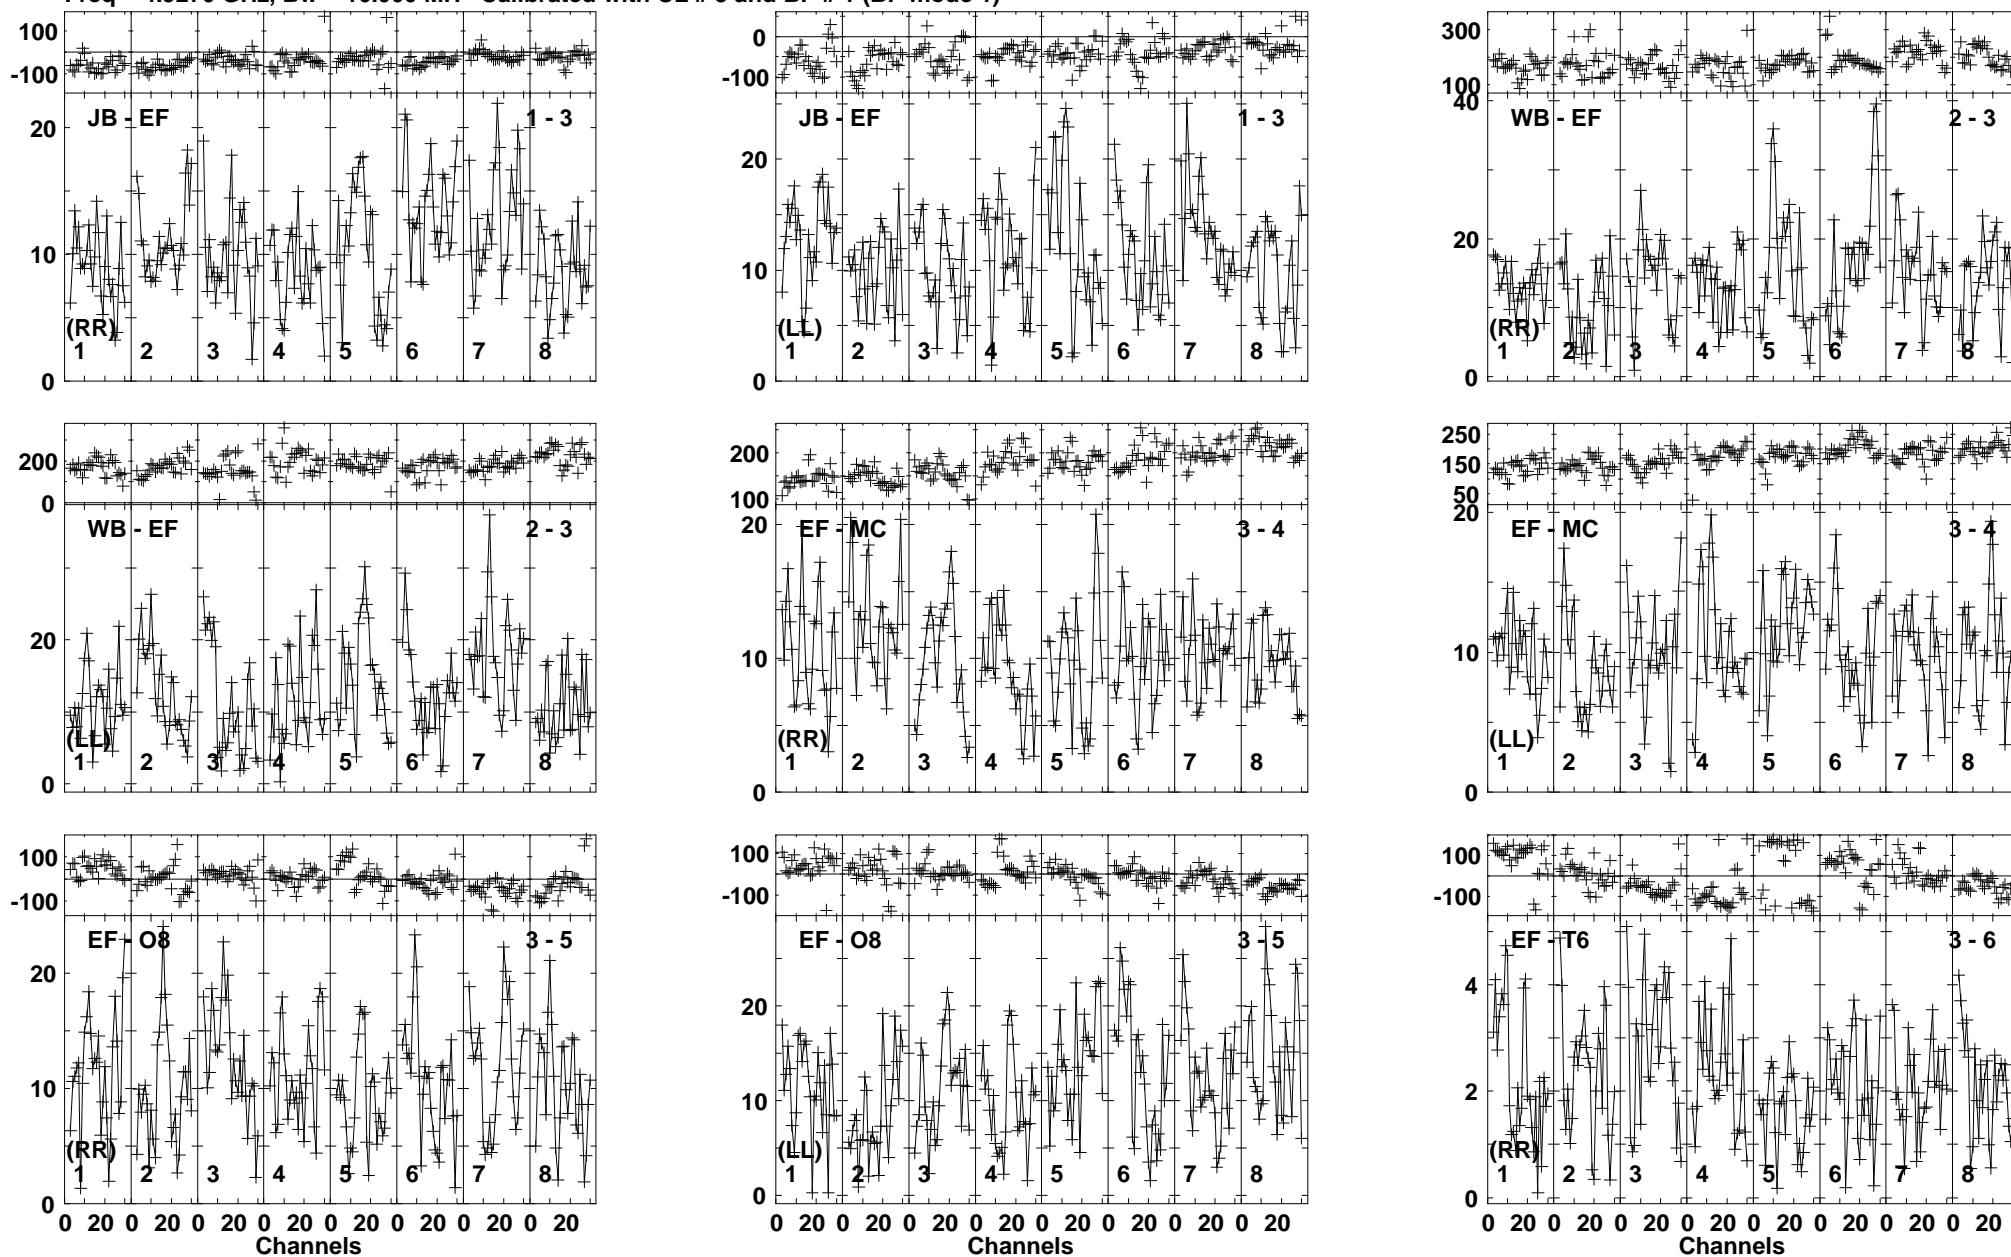 100 -100 0 -100 300 100
JB - EF 1 - 3 JB - EF 1 - 3 WB - EF 2 - 3
20 10 0 20 10 0 40 20 0
(RR) (LL) (RR)
1 2 3 4 5 6 7 8 1 2 3 4 5 6 7 8 1 2 3 4 5 6 7 8
200 0 200 100 250 150 50
WB - EF 2 - 3 EF - MC 3 - 4 EF - MC 3 - 4
20 0 20 10 0 20 10 0
(LL) (RR) (LL)
1 2 3 4 5 6 7 8 1 2 3 4 5 6 7 8 1 2 3 4 5 6 7 8
100 -100 100 -100 100 -100
EF - O8 3 - 5 EF - O8 3 - 5 EF - T6 3 - 6
20 10 0 20 10 0 4 2 0
(RR) (LL) (RR)
1 2 3 4 5 6 7 8 1 2 3 4 5 6 7 8 1 2 3 4 5 6 7 8
0 20 0 20 0 20 0 20 0 20 0 20 0 20 0 20 0 20 0 20 0 20 0 20 0 20 0 20 0 20 0 20 0 20 0 20 0 20 0 20 0 20 0 20 0 20 0 20
Channels Channels Channels